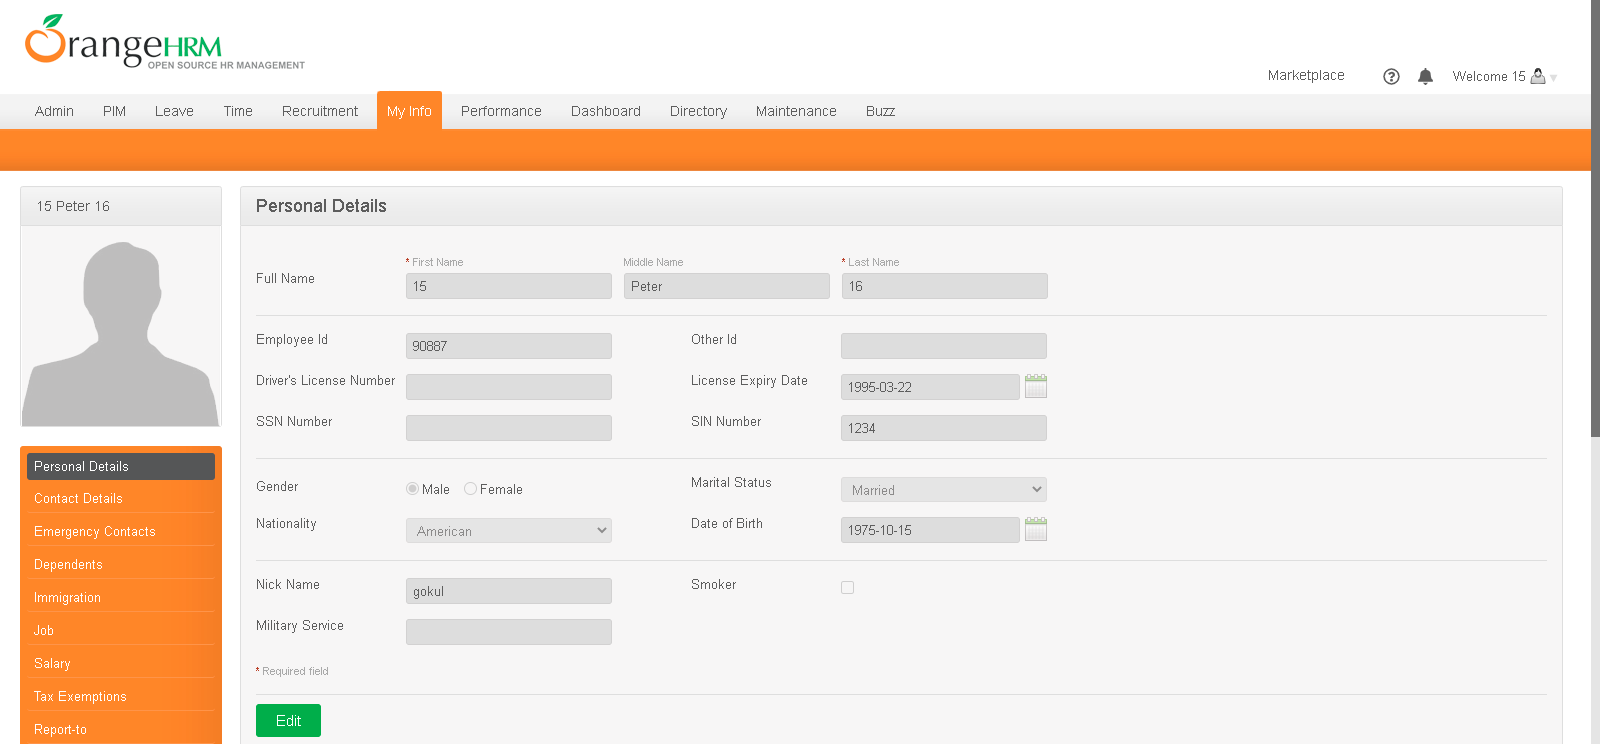 OrangeHRM
OPEN SOURCE HR MANAGEMENT
Marketplace
Welcome 15
Admin PIM Leave Time Recruitment My Info Performance Dashboard Directory Maintenance Buzz
15 Peter 16
Personal Details
* First Name Middle Name * Last Name
Full Name 15 Peter 16
Employee Id 90887 Other Id
Driver's License Number License Expiry Date 1995-03-22
SSN Number SIN Number 1234
Gender Male Female Marital Status Married
Nationality American Date of Birth 1975-10-15
Nick Name gokul Smoker
Military Service
* Required field
Edit
Personal Details
Contact Details
Emergency Contacts
Dependents
Immigration
Job
Salary
Tax Exemptions
Report-to